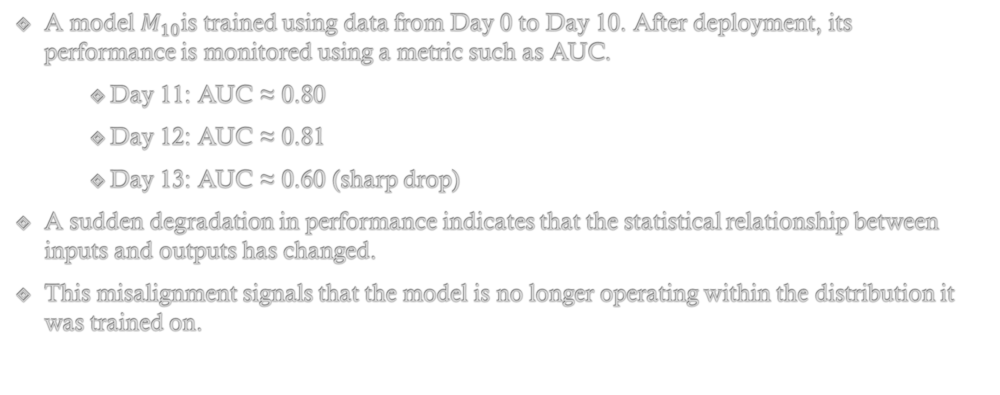 A model M₁₀is trained using data from Day 0 to Day 10. After deployment, its
performance is monitored using a metric such as AUC.
Day 11: AUC ≈ 0.80
Day 12: AUC ≈ 0.81
Day 13: AUC ≈ 0.60 (sharp drop)
A sudden degradation in performance indicates that the statistical relationship between
inputs and outputs has changed.
This misalignment signals that the model is no longer operating within the distribution it
was trained on.